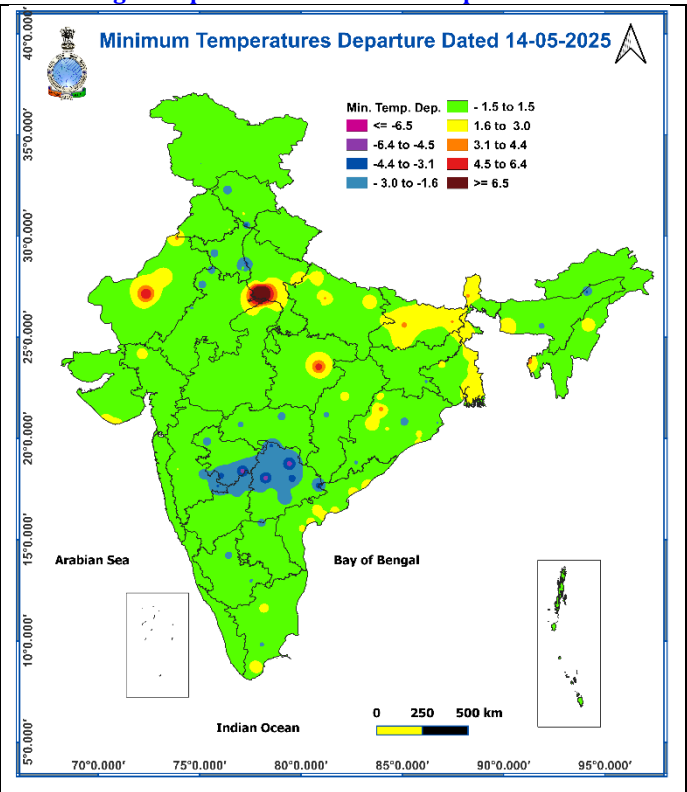 Minimum Temperatures Departure Dated 14-05-2025
Min. Temp. Dep.
<= -6.5
-6.4 to -4.5
-4.4 to -3.1
- 3.0 to -1.6
- 1.5 to 1.5
1.6 to 3.0
3.1 to 4.4
4.5 to 6.4
>= 6.5
40°0.000'
35°0.000'
30°0.000'
25°0.000'
20°0.000'
15°0.000'
10°0.000'
5°0.000'
Arabian Sea
Bay of Bengal
Indian Ocean
0 250 500 km
70°0.000' 75°0.000' 80°0.000' 85°0.000' 90°0.000' 95°0.000'